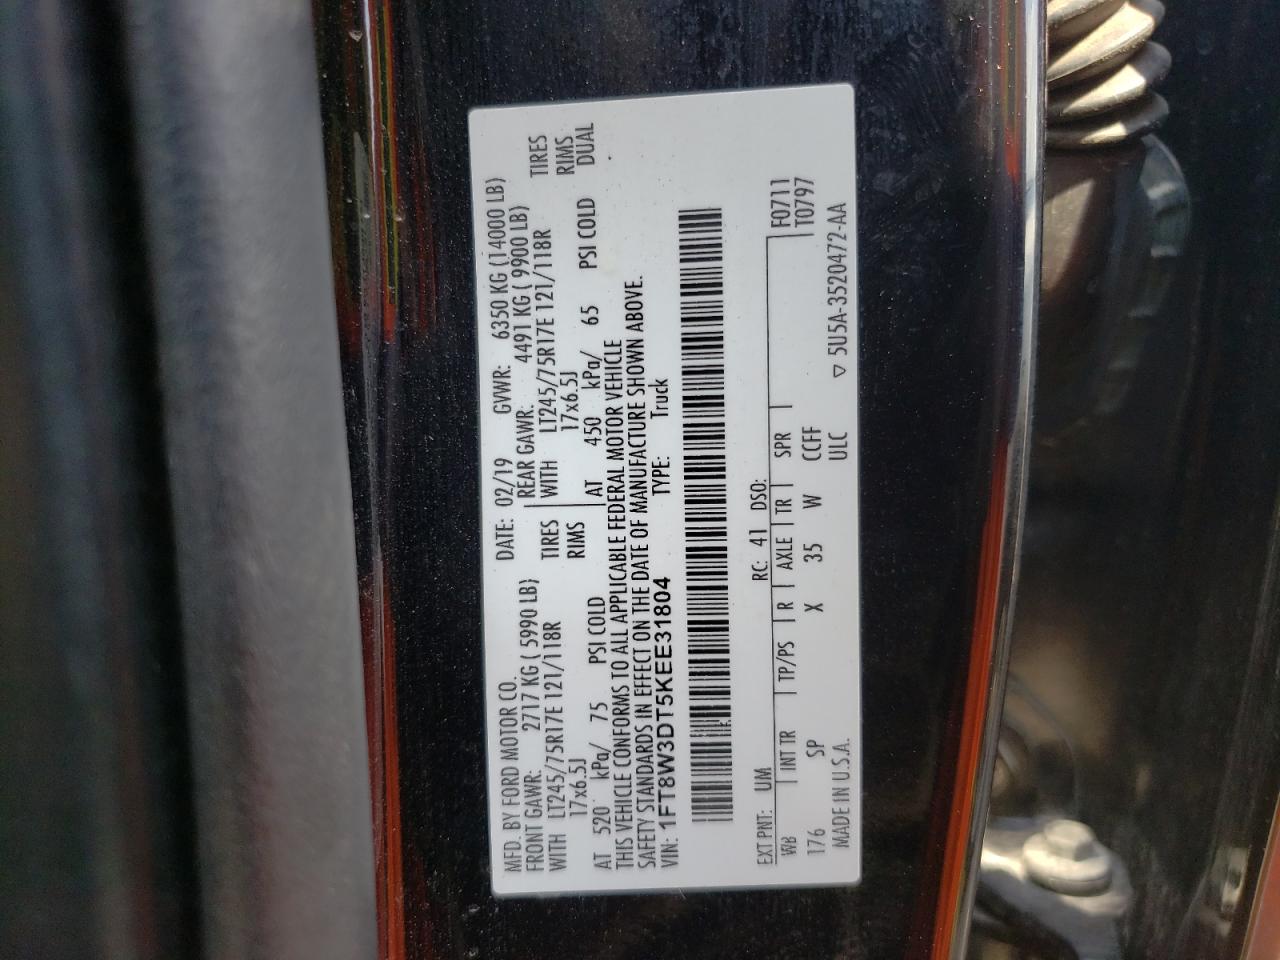 MFD. BY FORD MOTOR CO. DATE: 02/19 GVWR: 6350 KG (14000 LB)
FRONT GAWR: 2717 KG ( 5990 LB) REAR GAWR: 4491 KG ( 9900 LB)
WITH LT245/75R17E 121/118R TIRES WITH LT245/75R17E 121/118R TIRES
17x6.5J RIMS 17x6.5J RIMS
AT 520 kPa/ 75 PSI COLD AT 450 kPa/ 65 PSI COLD DUAL
THIS VEHICLE CONFORMS TO ALL APPLICABLE FEDERAL MOTOR VEHICLE
SAFETY STANDARDS IN EFFECT ON THE DATE OF MANUFACTURE SHOWN ABOVE.
VIN: 1FT8W3DT5KEE31804 TYPE: Truck
EXT PNT: UM RC: 41 DSO:
WB INT TR TP/PS R AXLE TR SPR F0711
176 SP X 35 W CCFF T0797
MADE IN U.S.A. ULC ▽ 5U5A-3520472-AA